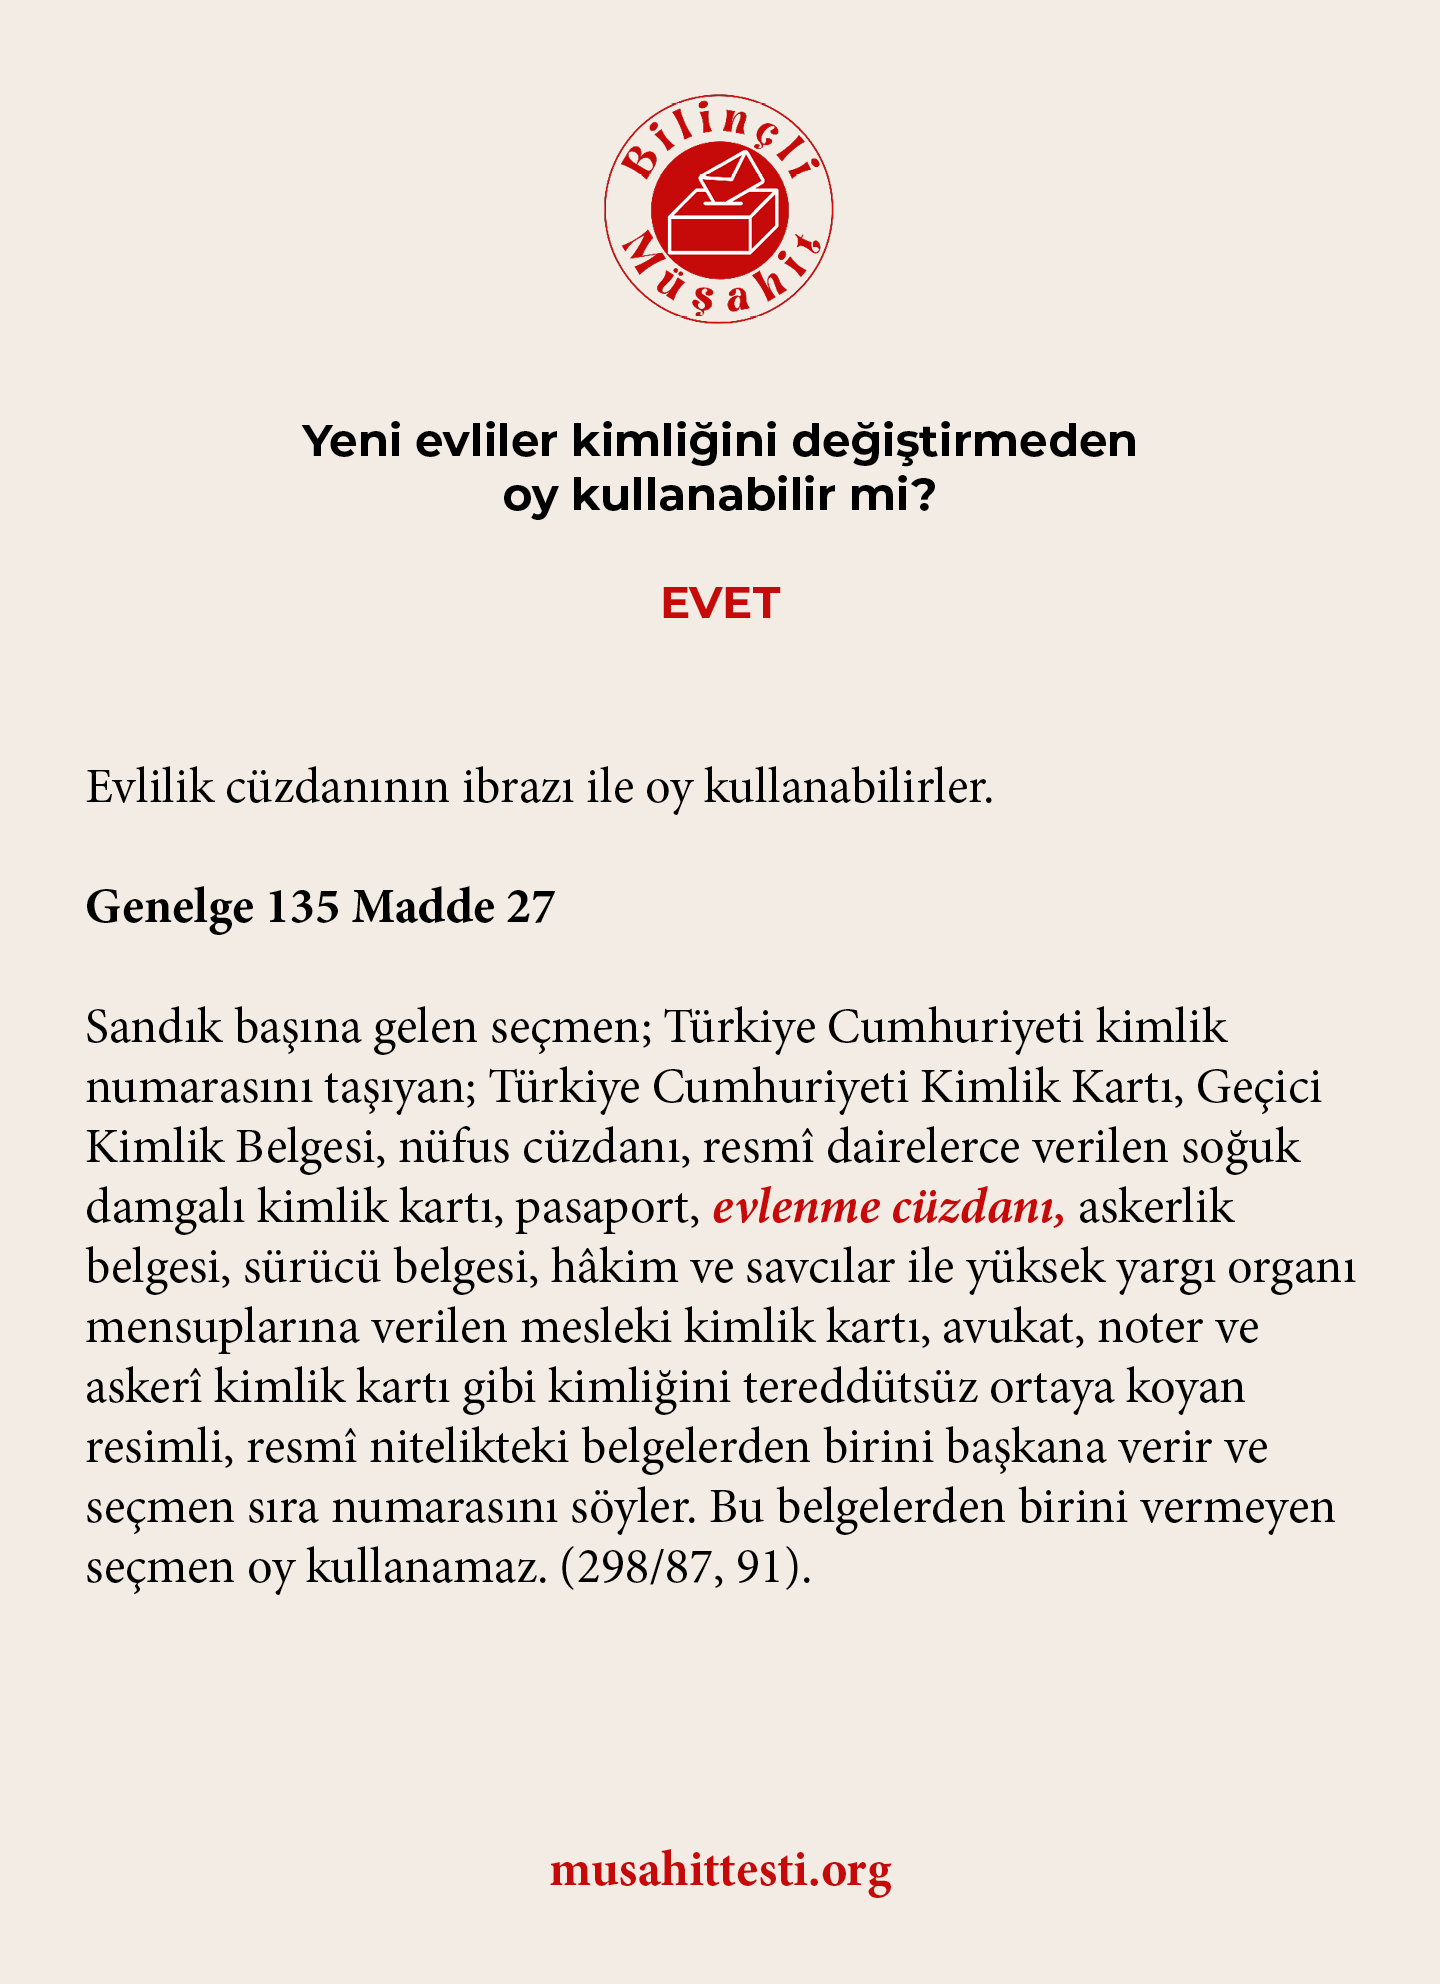 Bilinçli
Müşahit
Yeni evliler kimliğini değiştirmeden
oy kullanabilir mi?
EVET
Evlilik cüzdanının ibrazı ile oy kullanabilirler.
Genelge 135 Madde 27
Sandık başına gelen seçmen; Türkiye Cumhuriyeti kimlik
numarasını taşıyan; Türkiye Cumhuriyeti Kimlik Kartı, Geçici
Kimlik Belgesi, nüfus cüzdanı, resmî dairelerce verilen soğuk
damgalı kimlik kartı, pasaport, evlenme cüzdanı, askerlik
belgesi, sürücü belgesi, hâkim ve savcılar ile yüksek yargı organı
mensuplarına verilen mesleki kimlik kartı, avukat, noter ve
askerî kimlik kartı gibi kimliğini tereddütsüz ortaya koyan
resimli, resmî nitelikteki belgelerden birini başkana verir ve
seçmen sıra numarasını söyler. Bu belgelerden birini vermeyen
seçmen oy kullanamaz. (298/87, 91).
musahittesti.org